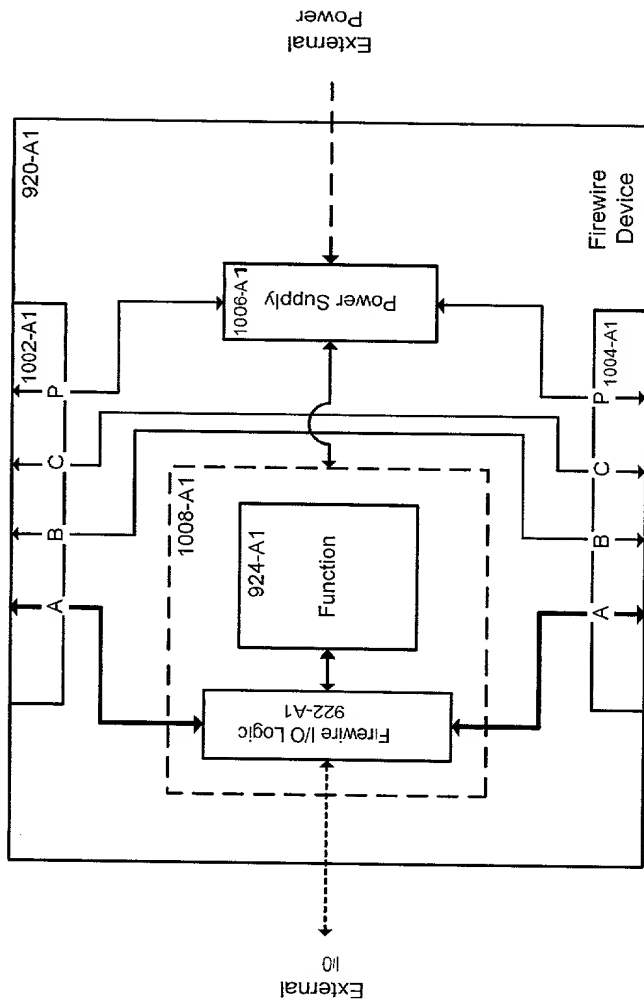 External
Power
920-A1
1002-A1
P
C
B
A
1006-A1
Power Supply
Firewire
Device
1004-A1
P
C
B
A
1008-A1
924-A1
Function
Firewire I/O Logic
922-A1
External
I/O